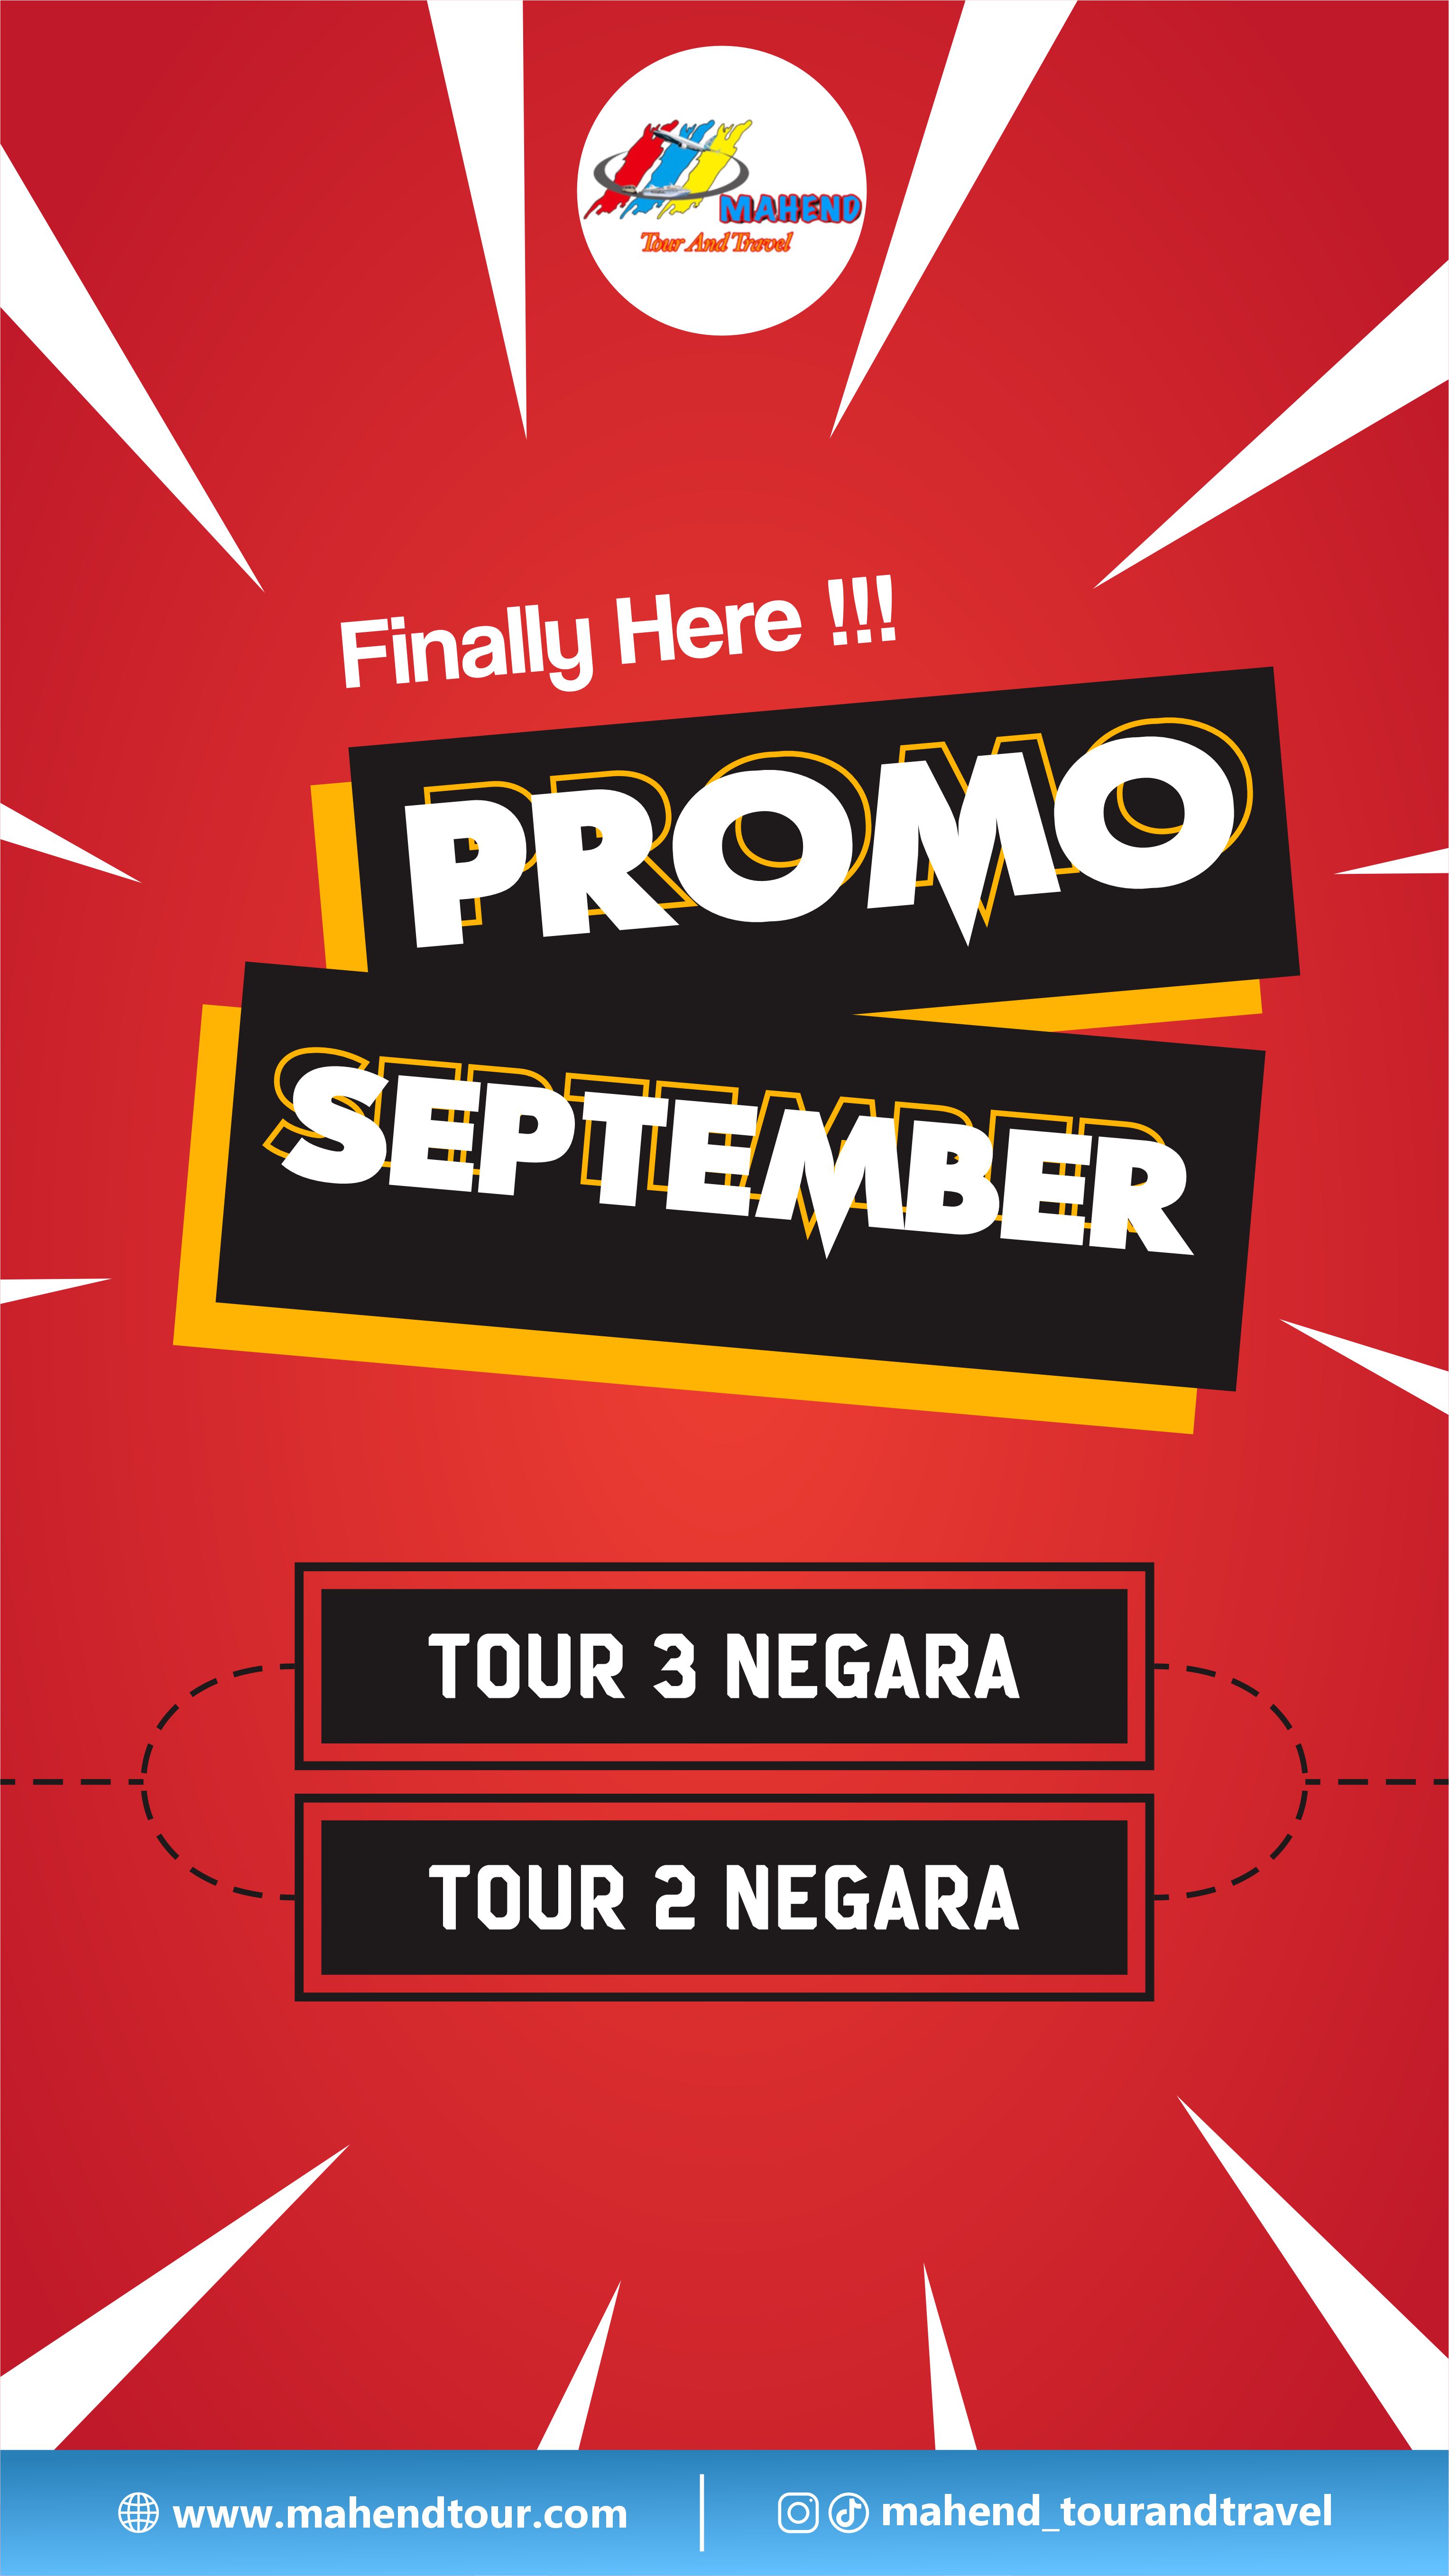 MAHEND
Tour And Travel
Finally Here !!!
PROMO
SEPTEMBER
TOUR 3 NEGARA
TOUR 2 NEGARA
www.mahendtour.com
mahend_tourandtravel